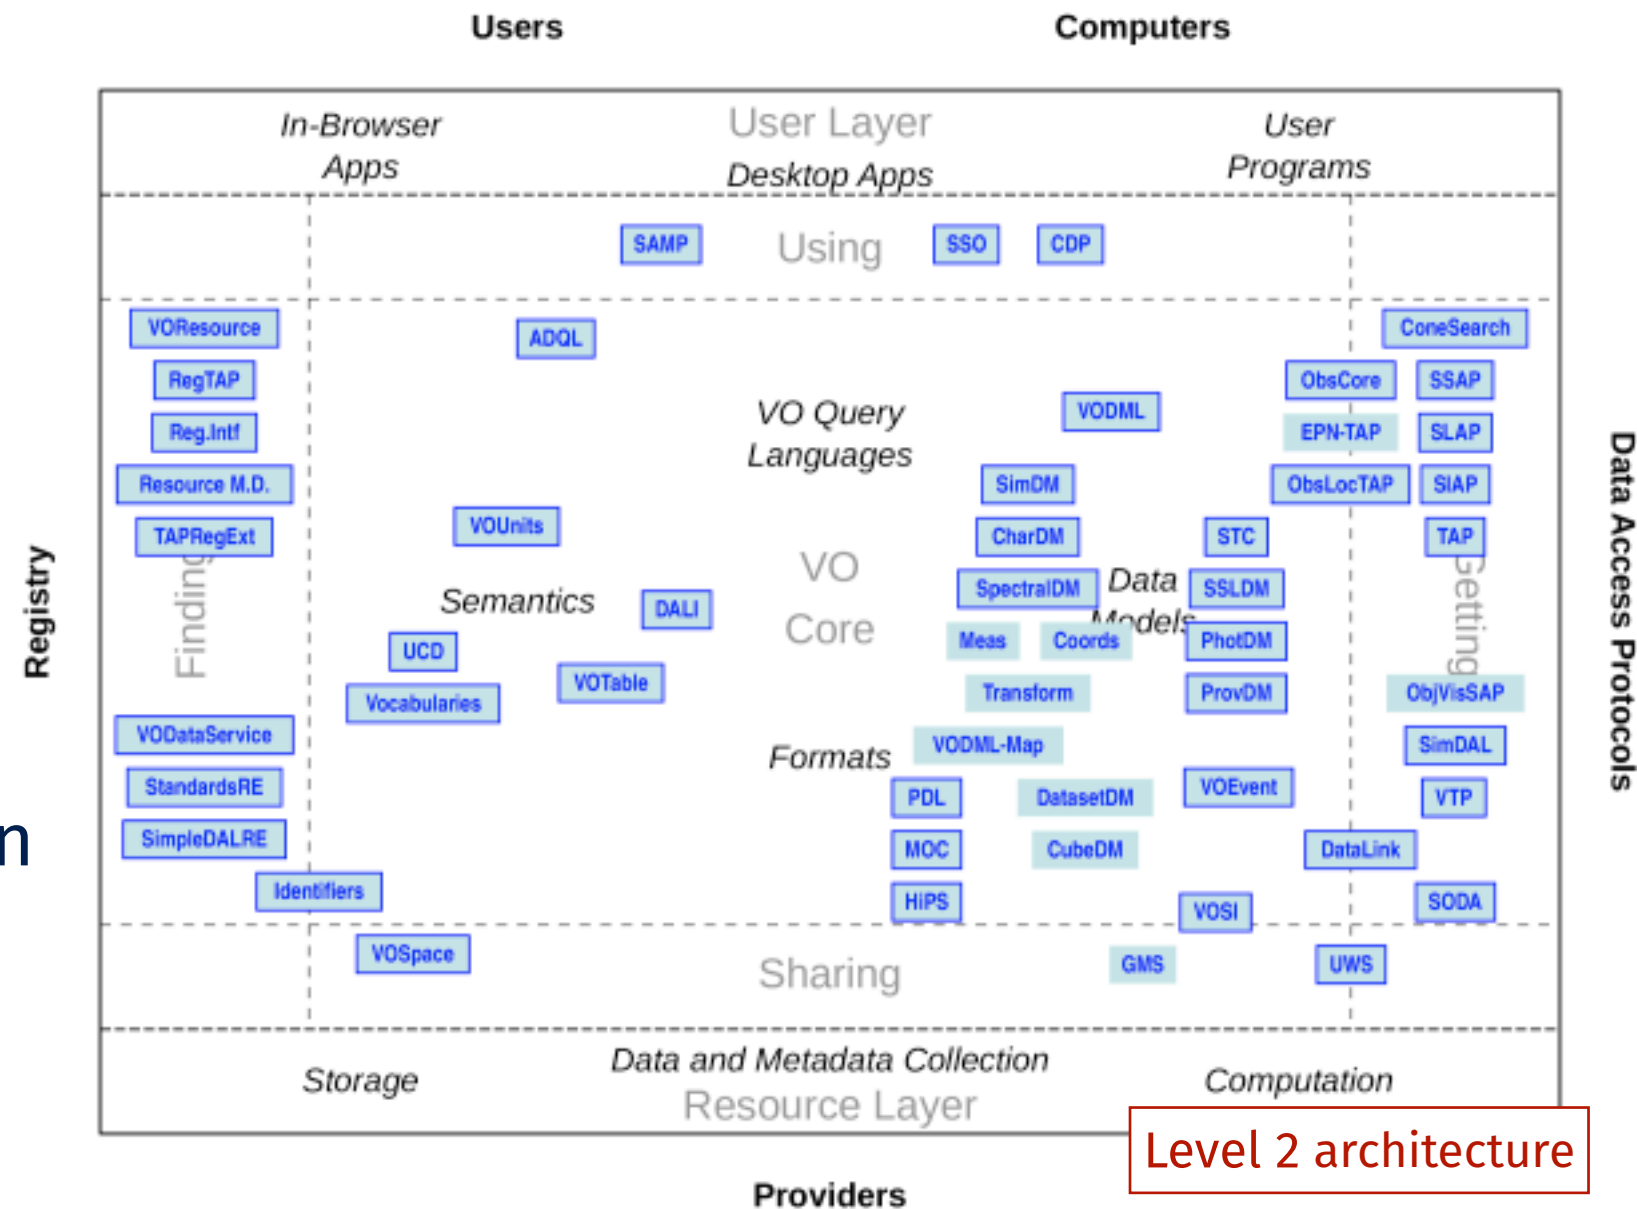 Users
Computers
In-Browser
Apps
User Layer
Desktop Apps
User
Programs
SAMP
Using
SSO
CDP
VOResource
ADQL
ConeSearch
RegTAP
ObsCore
SSAP
VO Query
Languages
VODML
Reg.Intf
EPN-TAP
SLAP
Resource M.D.
SimDM
ObsLocTAP
SIAP
TAPRegExt
VOUnits
CharDM
STC
TAP
Registry
Finding
Semantics
DALI
VO
Core
SpectralDM
Data
Models
SSLDM
Getting
Data Access Protocols
UCD
Meas
Coords
PhotDM
Vocabularies
VOTable
Transform
ProvDM
ObjVisSAP
VODataService
Formats
VODML-Map
SimDAL
StandardsRE
PDL
DatasetDM
VOEvent
VTP
n
SimpleDALRE
MOC
CubeDM
DataLink
Identifiers
HiPS
VOSI
SODA
VOSpace
Sharing
GMS
UWS
Storage
Data and Metadata Collection
Resource Layer
Computation
Level 2 architecture
Providers